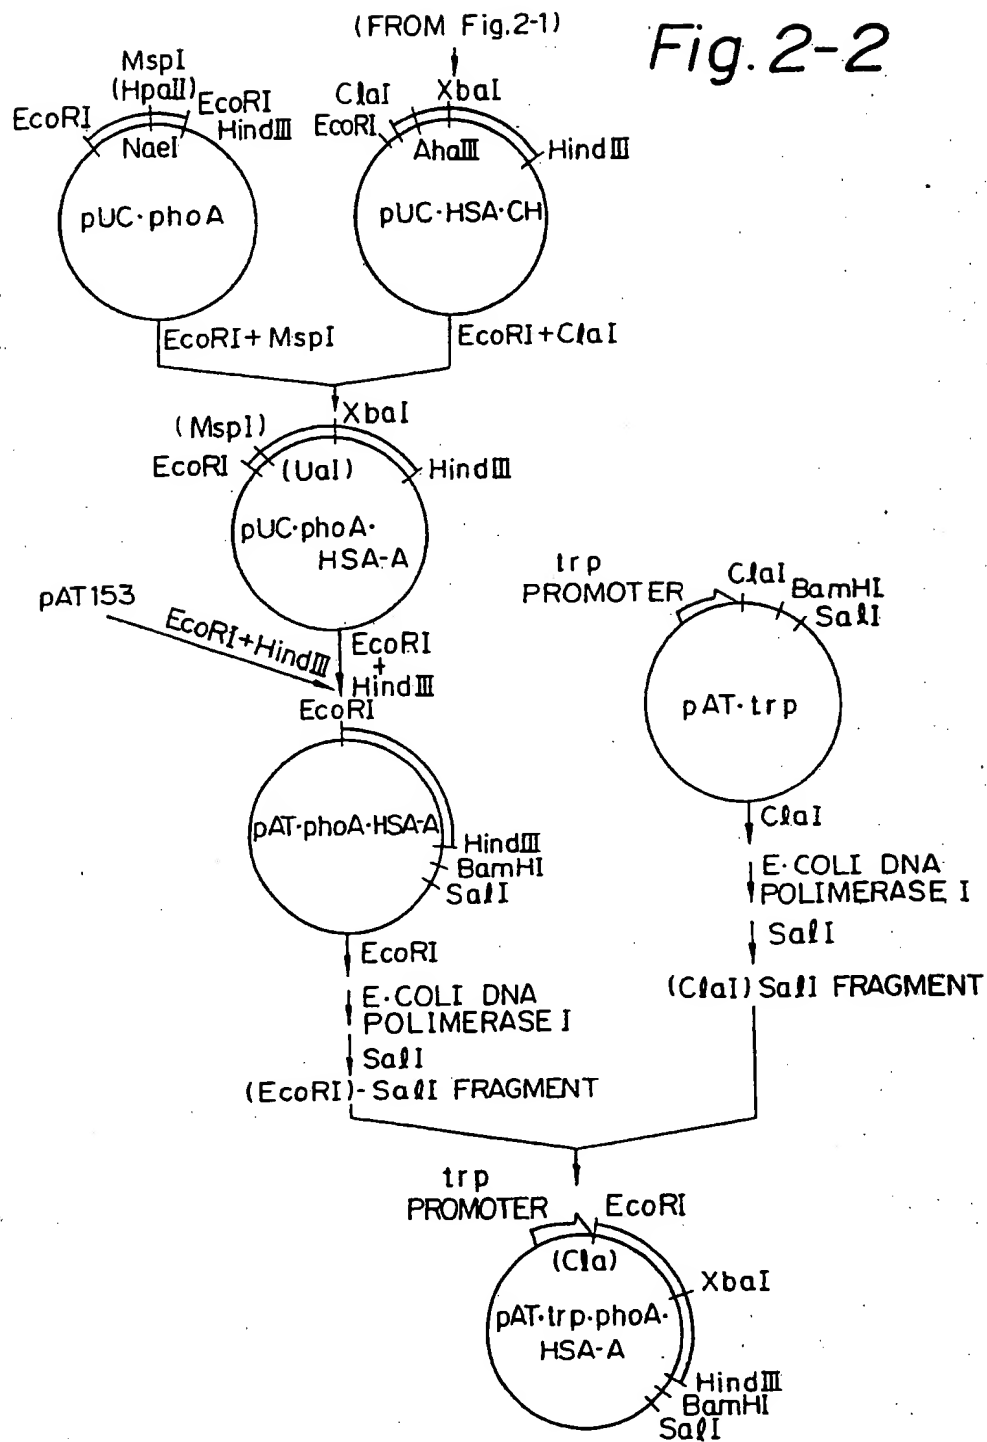 (FROM Fig.2-1)
Fig. 2-2
MspI
(HpaII)
EcoRI
EcoRI
HindIII
NaeI
pUC·phoA
ClaI
XbaI
EcoRI
AhaIII
HindIII
pUC·HSA·CH
EcoRI+MspI
EcoRI+ClaI
(MspI)
XbaI
EcoRI
(UaI)
HindIII
pUC·phoA·
HSA-A
pAT153
EcoRI+HindIII
EcoRI
+
HindIII
EcoRI
pAT·phoA·HSA-A
HindIII
BamHI
SalI
EcoRI
E·COLI DNA
POLIMERASE I
SalI
(EcoRI)-SalI FRAGMENT
trp
PROMOTER
ClaI
BamHI
SalI
pAT·trp
ClaI
E·COLI DNA
POLIMERASE I
SalI
(ClaI) SalI FRAGMENT
trp
PROMOTER
EcoRI
(Cla)
XbaI
pAT·trp·phoA·
HSA-A
HindIII
BamHI
SalI